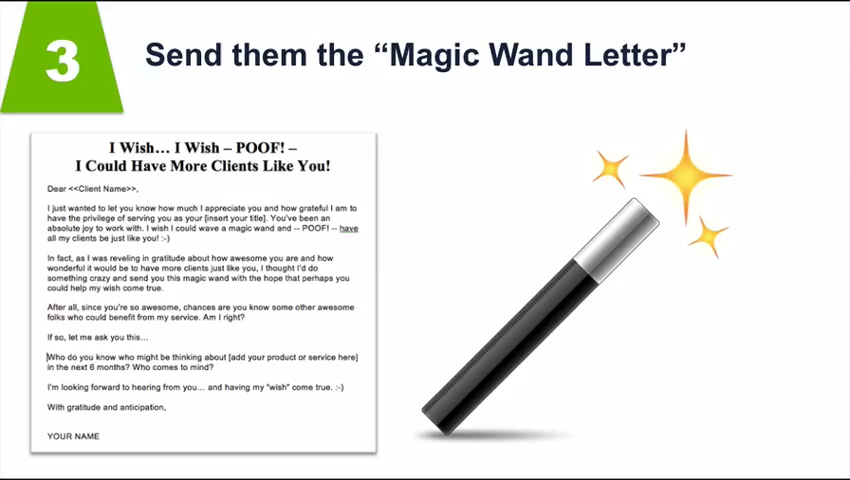 3
Send them the “Magic Wand Letter”
I Wish… I Wish – POOF! –
I Could Have More Clients Like You!
Dear <<Client Name>>,
I just wanted to let you know how much I appreciate you and how grateful I am to
have the privilege of serving you as your [insert your title]. You've been an
absolute joy to work with. I wish I could wave a magic wand and -- POOF! -- have
all my clients be just like you! :-)
In fact, as I was reveling in gratitude about how awesome you are and how
wonderful it would be to have more clients just like you, I thought I'd do
something crazy and send you this magic wand with the hope that perhaps you
could help my wish come true.
After all, since you're so awesome, chances are you know some other awesome
folks who could benefit from my service. Am I right?
If so, let me ask you this…
Who do you know who might be thinking about [add your product or service here]
in the next 6 months? Who comes to mind?
I'm looking forward to hearing from you… and having my "wish" come true. :-)
With gratitude and anticipation,
YOUR NAME